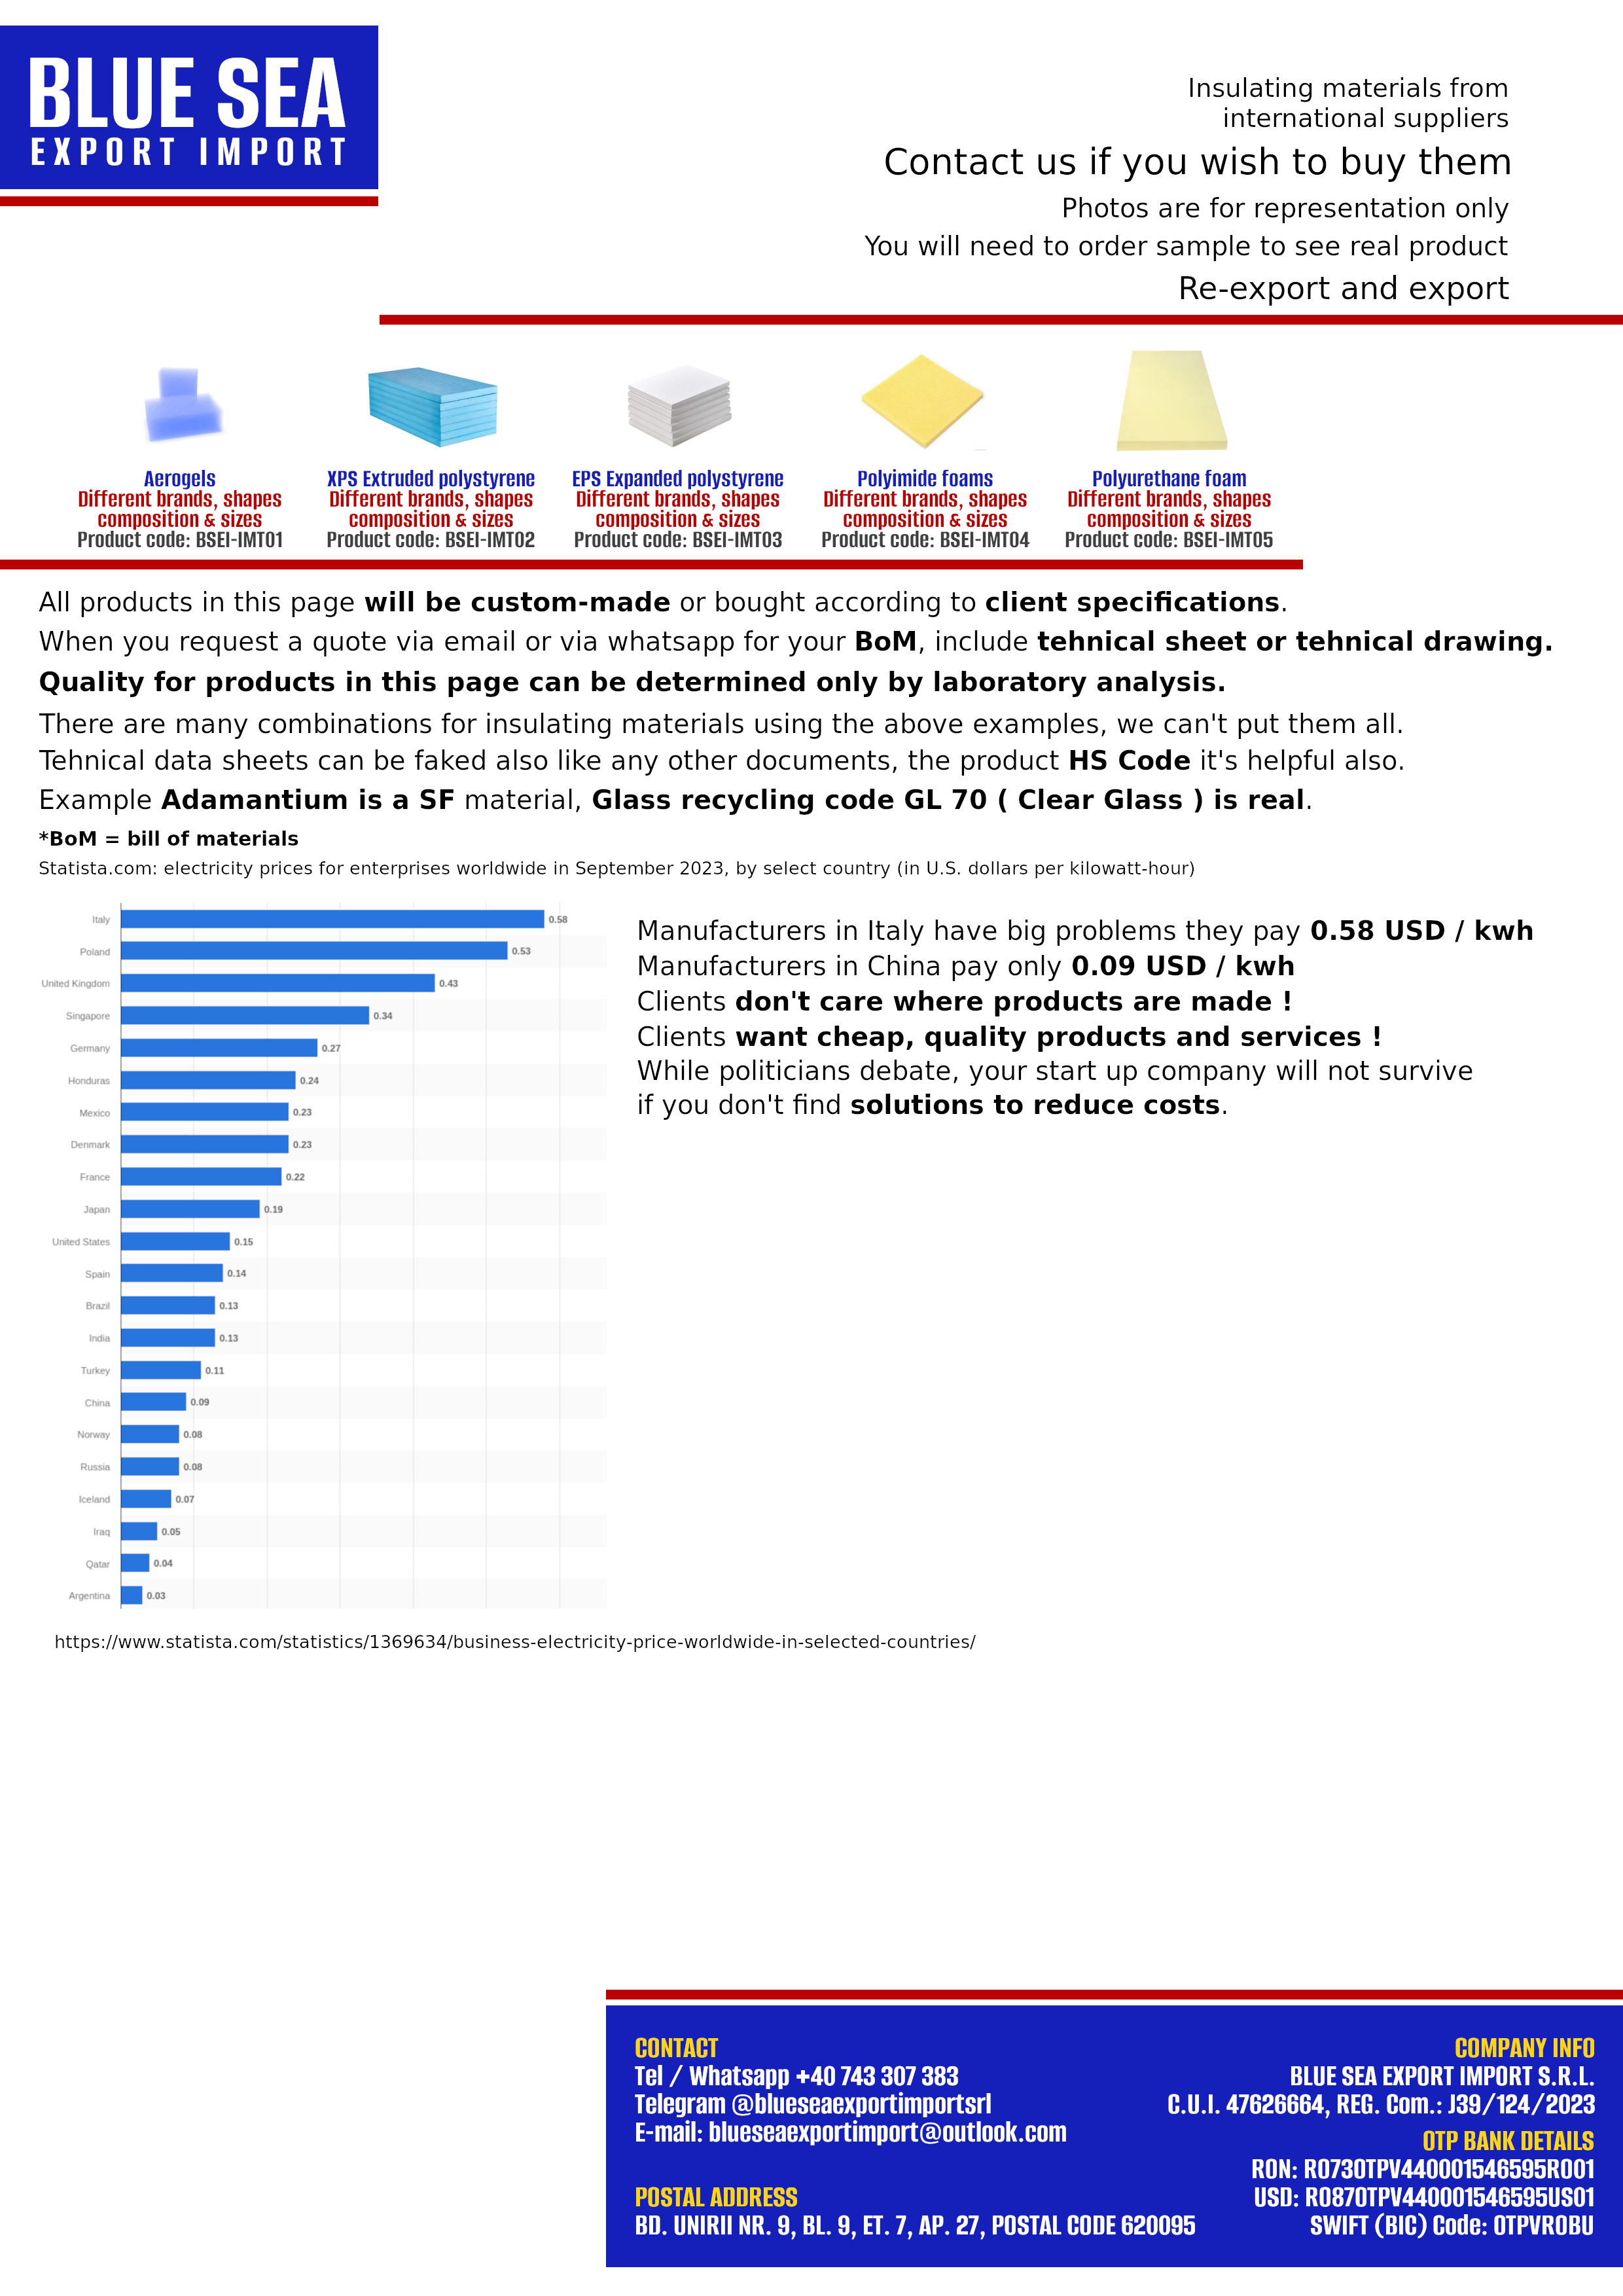 BLUE SEA
EXPORT IMPORT
Insulating materials from
international suppliers
Contact us if you wish to buy them
Photos are for representation only
You will need to order sample to see real product
Re-export and export
Aerogels
Different brands, shapes
composition & sizes
Product code: BSEI-IMT01
XPS Extruded polystyrene
Different brands, shapes
composition & sizes
Product code: BSEI-IMT02
EPS Expanded polystyrene
Different brands, shapes
composition & sizes
Product code: BSEI-IMT03
Polyimide foams
Different brands, shapes
composition & sizes
Product code: BSEI-IMT04
Polyurethane foam
Different brands, shapes
composition & sizes
Product code: BSEI-IMT05
All products in this page will be custom-made or bought according to client specifications.
When you request a quote via email or via whatsapp for your BoM, include tehnical sheet or tehnical drawing.
Quality for products in this page can be determined only by laboratory analysis.
There are many combinations for insulating materials using the above examples, we can't put them all.
Tehnical data sheets can be faked also like any other documents, the product HS Code it's helpful also.
Example Adamantium is a SF material, Glass recycling code GL 70 ( Clear Glass ) is real.
*BoM = bill of materials
Statista.com: electricity prices for enterprises worldwide in September 2023, by select country (in U.S. dollars per kilowatt-hour)
Italy 0.58
Poland 0.53
United Kingdom 0.43
Singapore 0.34
Germany 0.27
Honduras 0.24
Mexico 0.23
Denmark 0.23
France 0.22
Japan 0.19
United States 0.15
Spain 0.14
Brazil 0.13
India 0.13
Turkey 0.11
China 0.09
Norway 0.08
Russia 0.08
Iceland 0.07
Iraq 0.05
Qatar 0.04
Argentina 0.03
Manufacturers in Italy have big problems they pay 0.58 USD / kwh
Manufacturers in China pay only 0.09 USD / kwh
Clients don't care where products are made !
Clients want cheap, quality products and services !
While politicians debate, your start up company will not survive
if you don't find solutions to reduce costs.
https://www.statista.com/statistics/1369634/business-electricity-price-worldwide-in-selected-countries/
CONTACT
Tel / Whatsapp +40 743 307 383
Telegram @blueseaexportimportsrl
E-mail: blueseaexportimport@outlook.com
POSTAL ADDRESS
BD. UNIRII NR. 9, BL. 9, ET. 7, AP. 27, POSTAL CODE 620095
COMPANY INFO
BLUE SEA EXPORT IMPORT S.R.L.
C.U.I. 47626664, REG. Com.: J39/124/2023
OTP BANK DETAILS
RON: RO73OTPV440001546595RO01
USD: RO87OTPV440001546595US01
SWIFT (BIC) Code: OTPVROBU